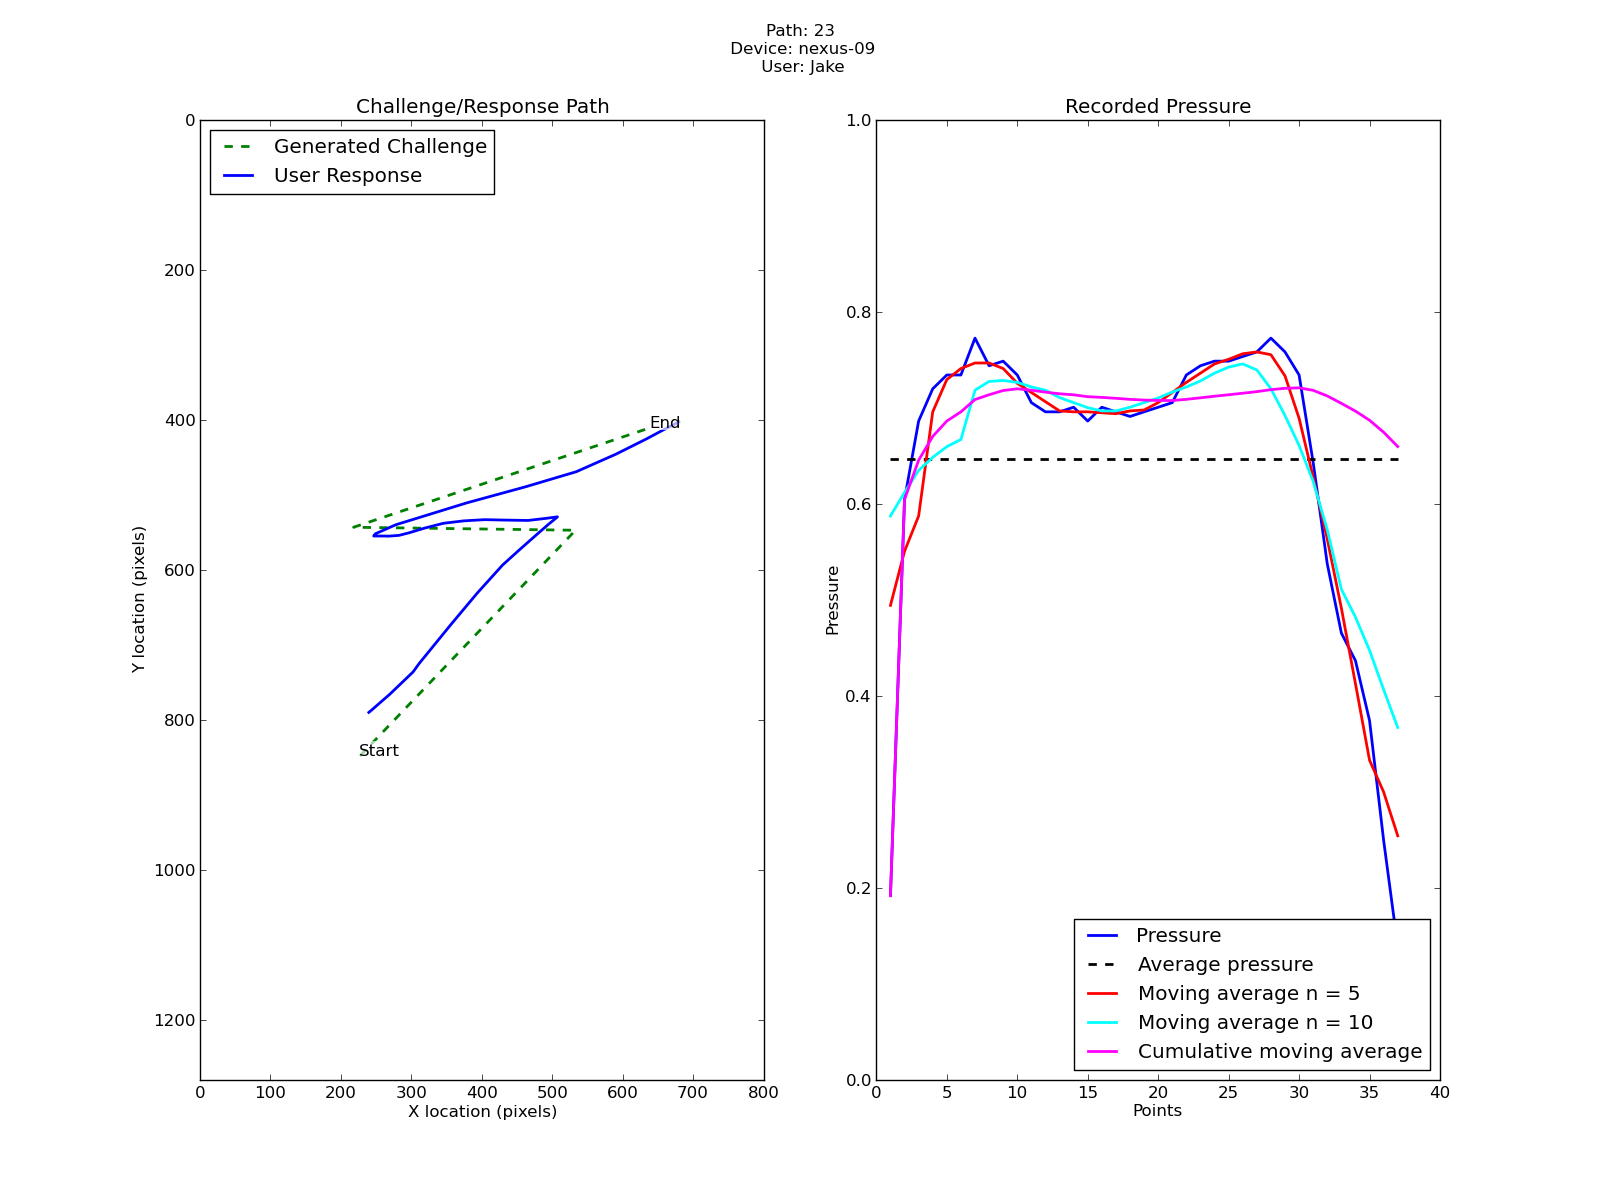 Path: 23
Device: nexus-09
User: Jake
Challenge/Response Path
Generated Challenge
User Response
0
200
400
600
800
1000
1200
Y location (pixels)
End
Start
0 100 200 300 400 500 600 700 800
X location (pixels)
Recorded Pressure
1.0
0.8
0.6
0.4
0.2
0.0
Pressure
Pressure
Average pressure
Moving average n = 5
Moving average n = 10
Cumulative moving average
0 5 10 15 20 25 30 35 40
Points